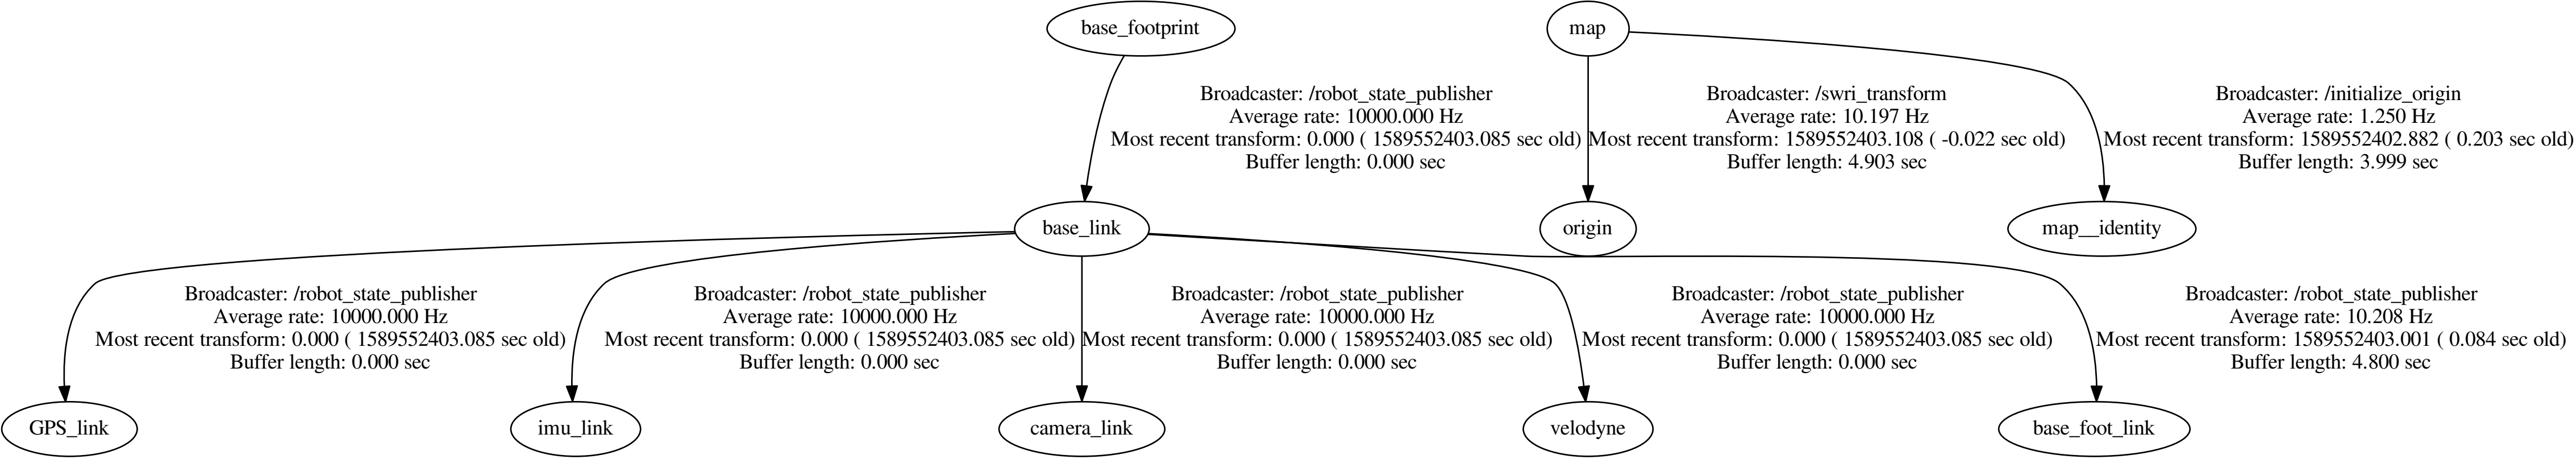 base_footprint
map
Broadcaster: /robot_state_publisher
Average rate: 10000.000 Hz
Most recent transform: 0.000 ( 1589552403.085 sec old)
Buffer length: 0.000 sec
Broadcaster: /swri_transform
Average rate: 10.197 Hz
Most recent transform: 1589552403.108 ( -0.022 sec old)
Buffer length: 4.903 sec
Broadcaster: /initialize_origin
Average rate: 1.250 Hz
Most recent transform: 1589552402.882 ( 0.203 sec old)
Buffer length: 3.999 sec
base_link
origin
map__identity
Broadcaster: /robot_state_publisher
Average rate: 10000.000 Hz
Most recent transform: 0.000 ( 1589552403.085 sec old)
Buffer length: 0.000 sec
Broadcaster: /robot_state_publisher
Average rate: 10000.000 Hz
Most recent transform: 0.000 ( 1589552403.085 sec old)
Buffer length: 0.000 sec
Broadcaster: /robot_state_publisher
Average rate: 10000.000 Hz
Most recent transform: 0.000 ( 1589552403.085 sec old)
Buffer length: 0.000 sec
Broadcaster: /robot_state_publisher
Average rate: 10000.000 Hz
Most recent transform: 0.000 ( 1589552403.085 sec old)
Buffer length: 0.000 sec
Broadcaster: /robot_state_publisher
Average rate: 10.208 Hz
Most recent transform: 1589552403.001 ( 0.084 sec old)
Buffer length: 4.800 sec
GPS_link
imu_link
camera_link
velodyne
base_foot_link